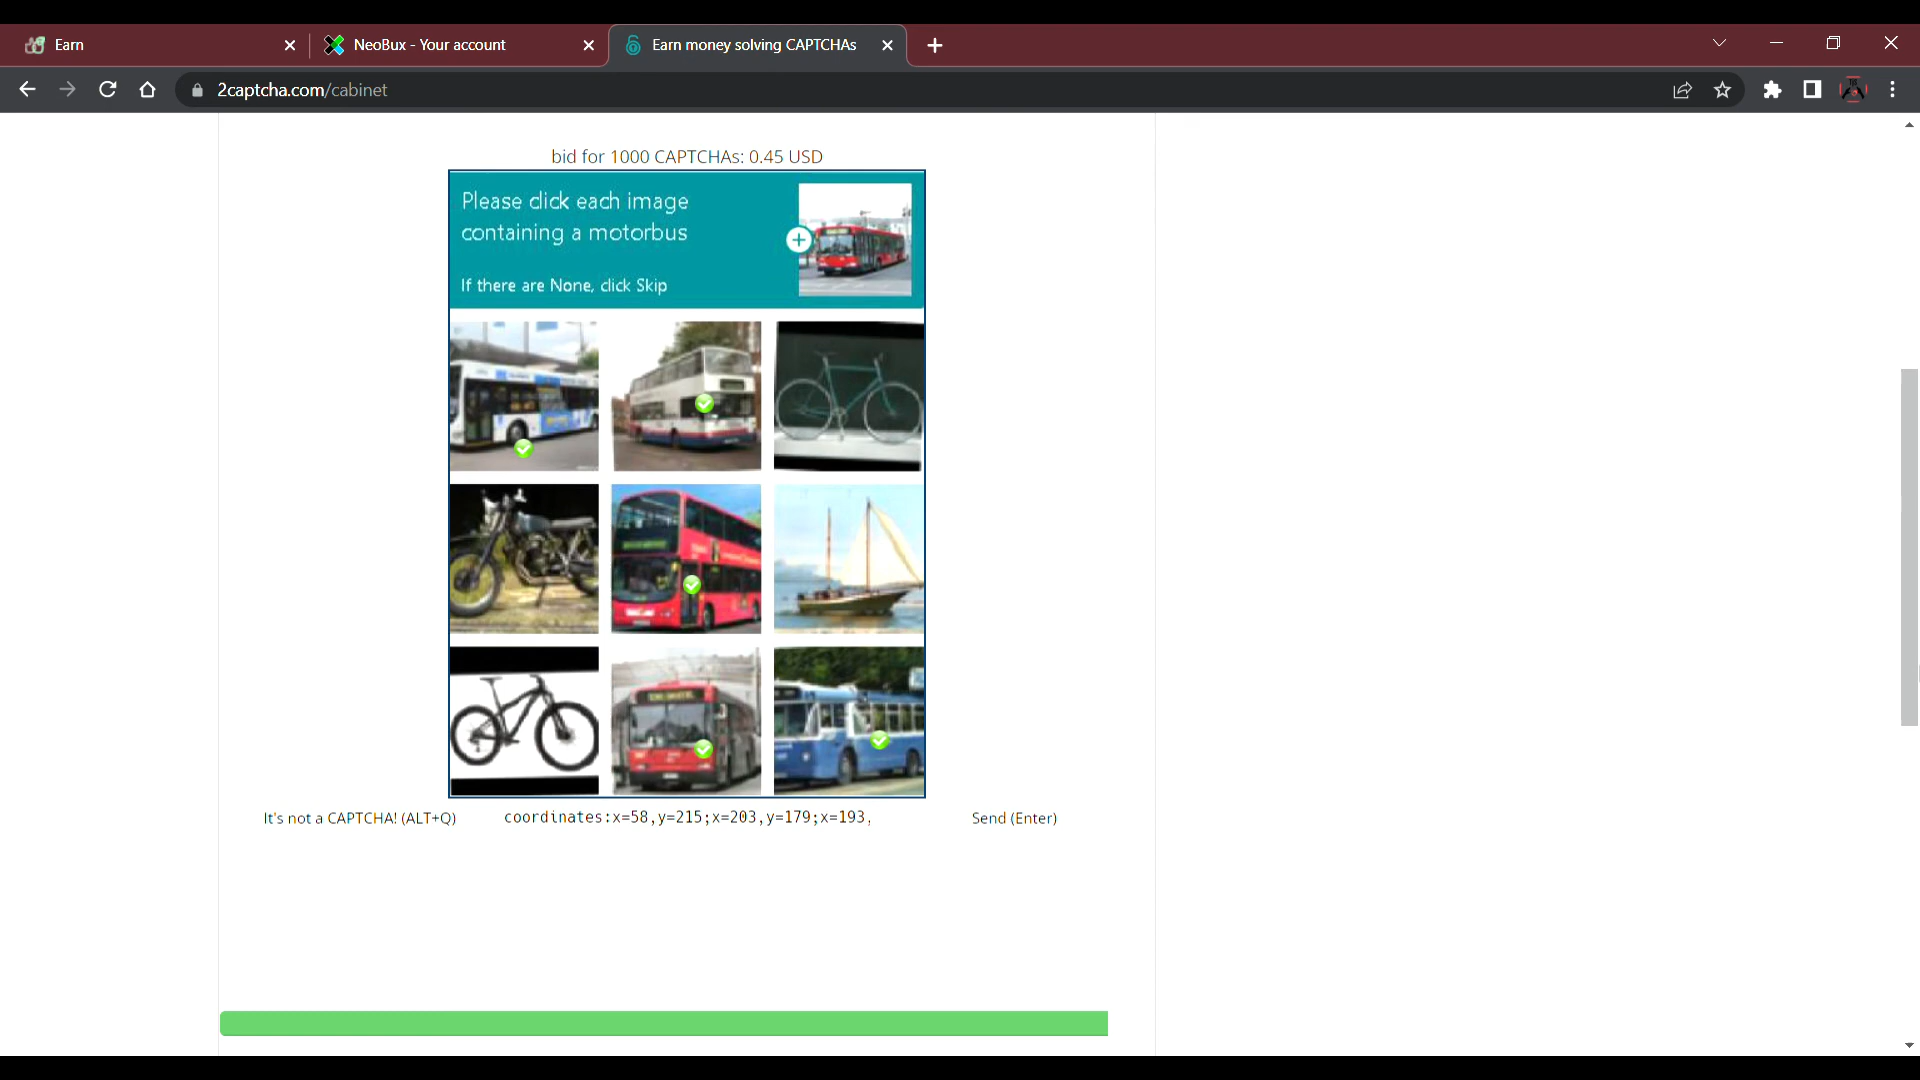 Earn
NeoBux - Your account
Earn money solving CAPTCHAs
2captcha.com/cabinet
bid for 1000 CAPTCHAs: 0.45 USD
Please click each image
containing a motorbus
If there are None, click Skip
It's not a CAPTCHA! (ALT+Q)
coordinates:x=58,y=215;x=203,y=179;x=193,
Send (Enter)